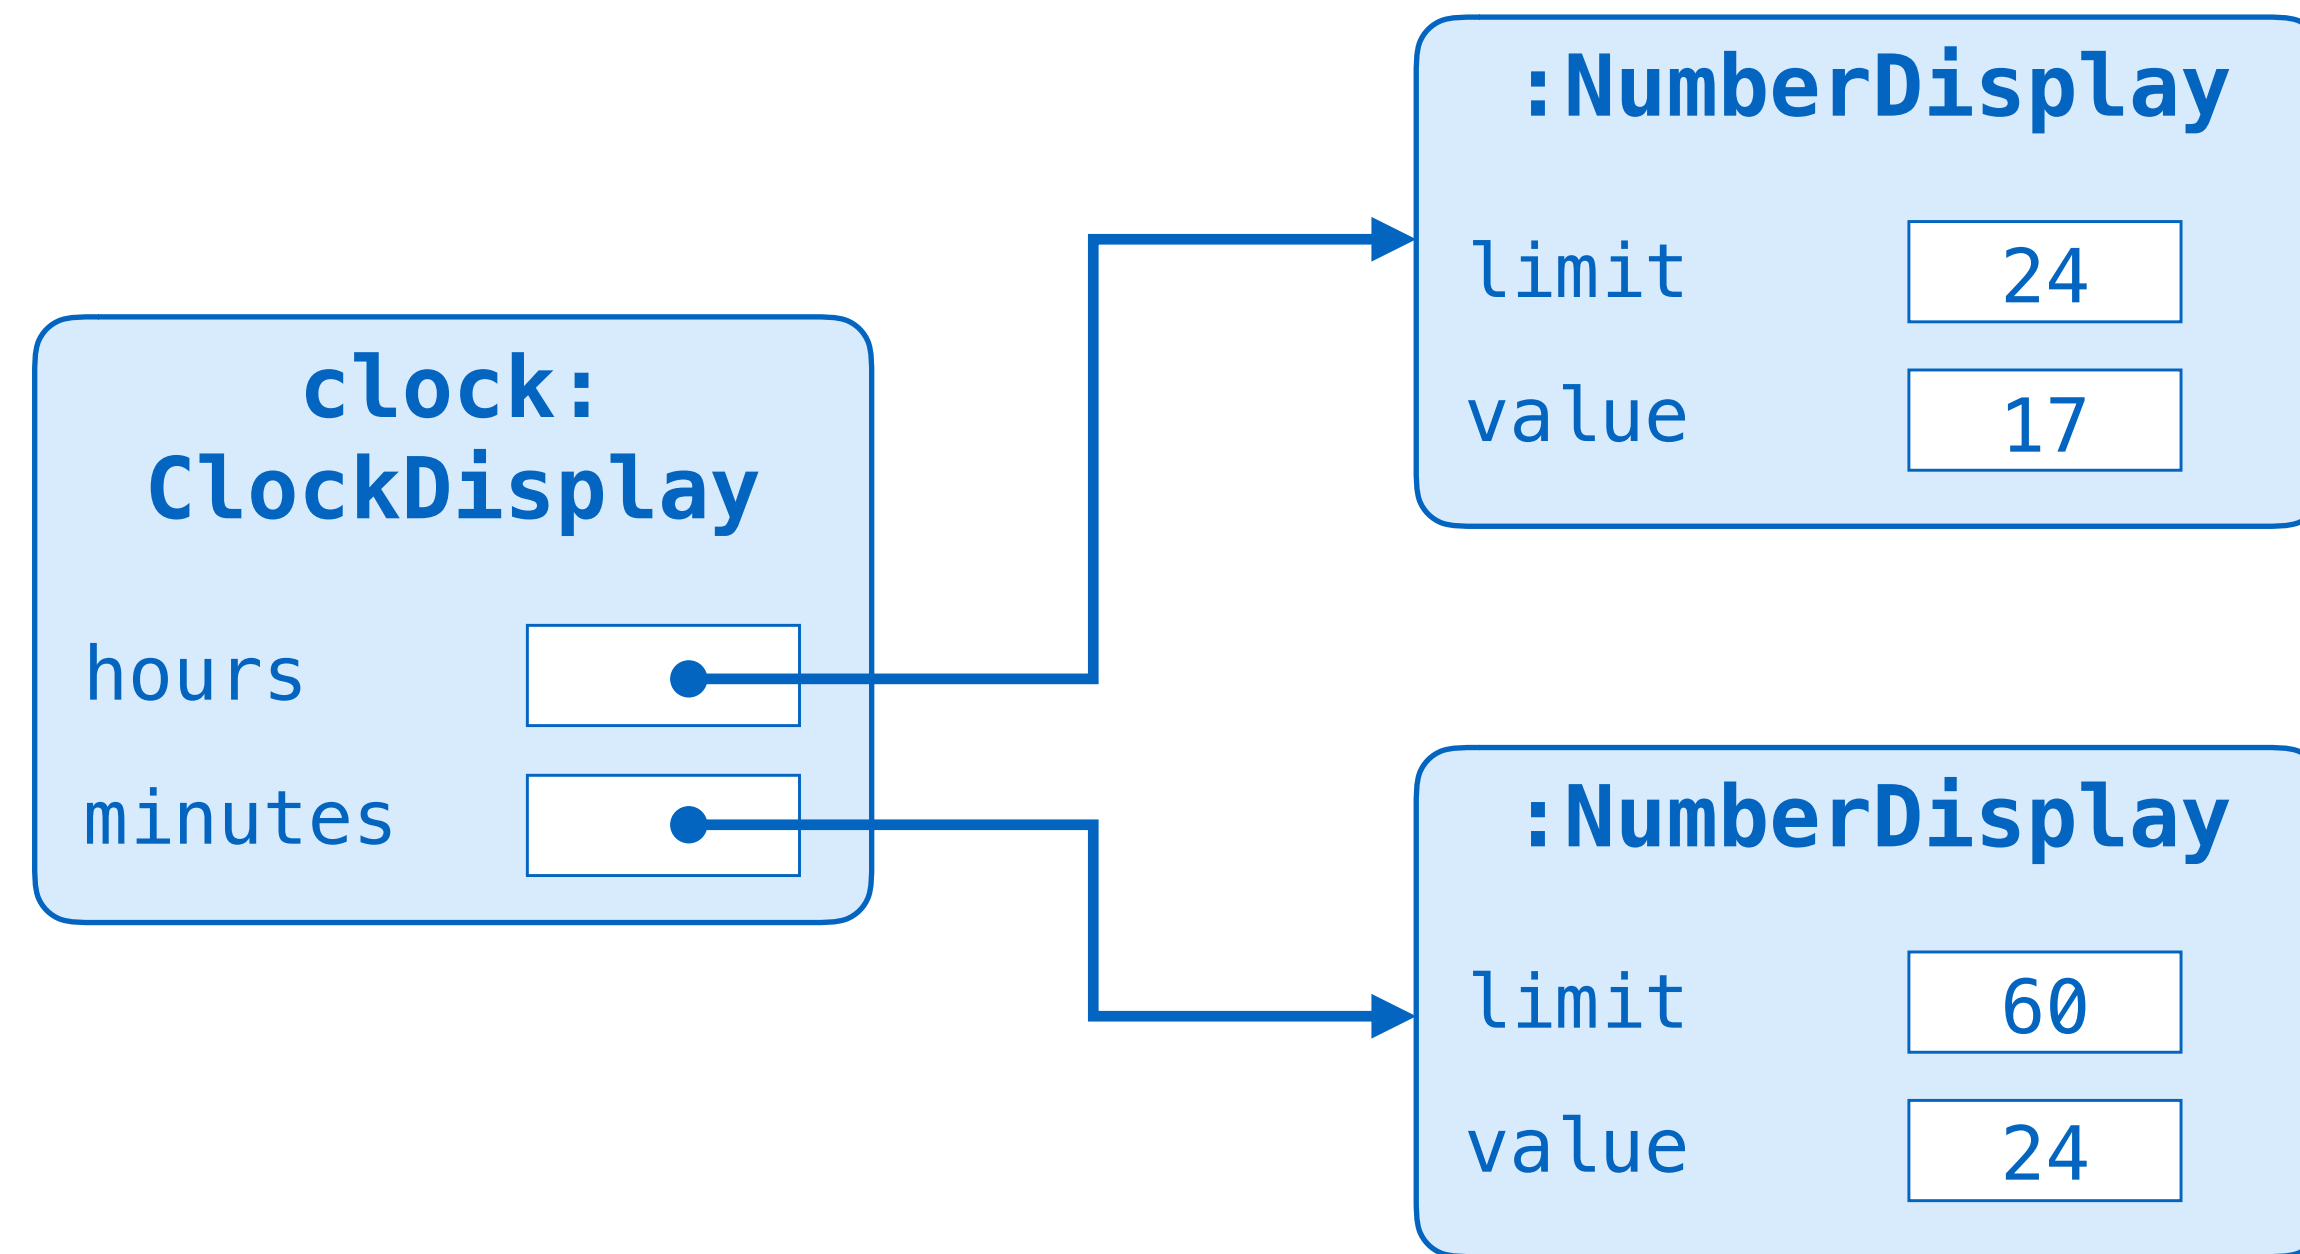 :NumberDisplay
limit 24
value 17
clock:
ClockDisplay
hours
minutes
:NumberDisplay
limit 60
value 24